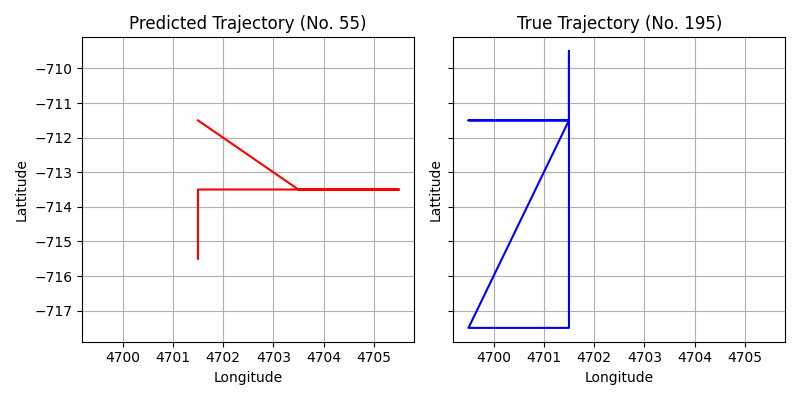 Predicted Trajectory (No. 55)
True Trajectory (No. 195)
Lattitude
−710
−711
−712
−713
−714
−715
−716
−717
4700 4701 4702 4703 4704 4705
Longitude
Lattitude
4700 4701 4702 4703 4704 4705
Longitude